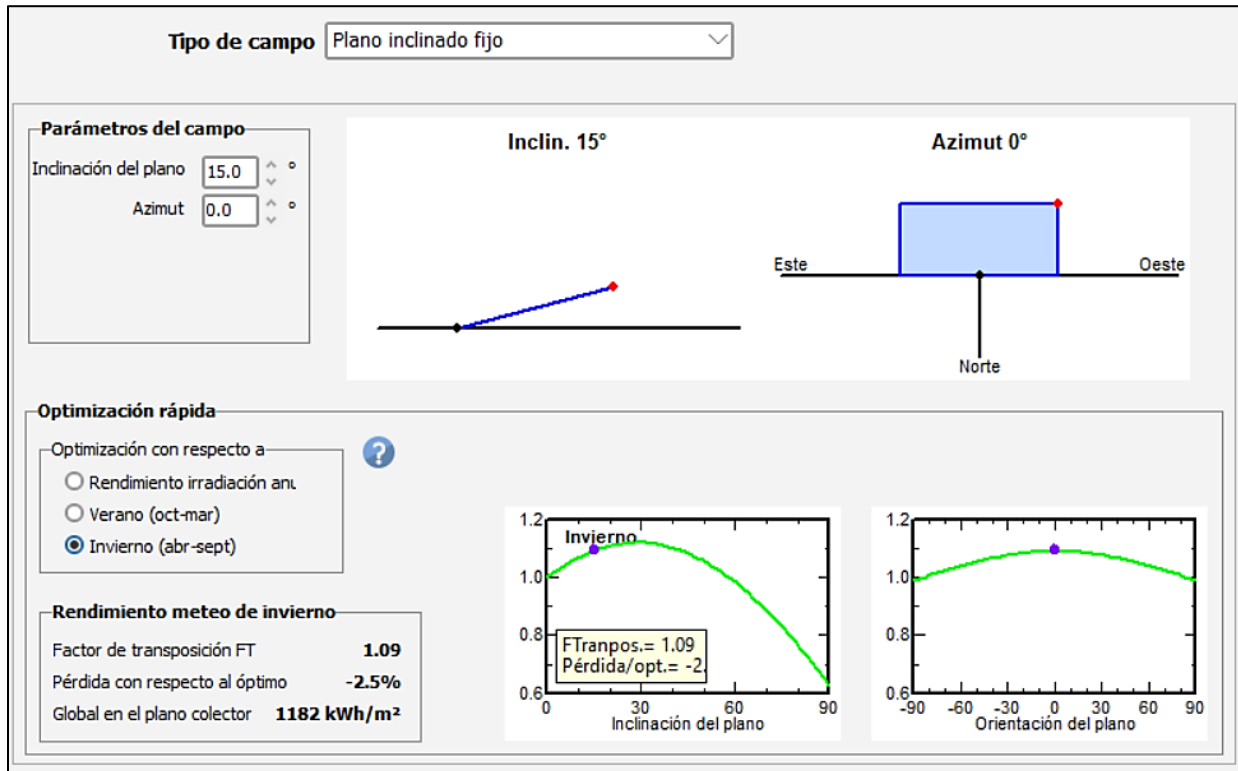 Tipo de campo Plano inclinado fijo
Parámetros del campo
Inclinación del plano 15.0 °
Azimut 0.0 °
Inclin. 15°
Azimut 0°
Este
Oeste
Norte
Optimización rápida
Optimización con respecto a
Rendimiento irradiación anu
Verano (oct-mar)
Invierno (abr-sept)
?
Rendimiento meteo de invierno
Factor de transposición FT 1.09
Pérdida con respecto al óptimo -2.5%
Global en el plano colector 1182 kWh/m²
1.2
Invierno
1.0
0.8
FTranpos.= 1.09
Pérdida/opt.= -2.
0.6
0 30 60 90
Inclinación del plano
1.2
1.0
0.8
0.6
-90 -60 -30 0 30 60 90
Orientación del plano